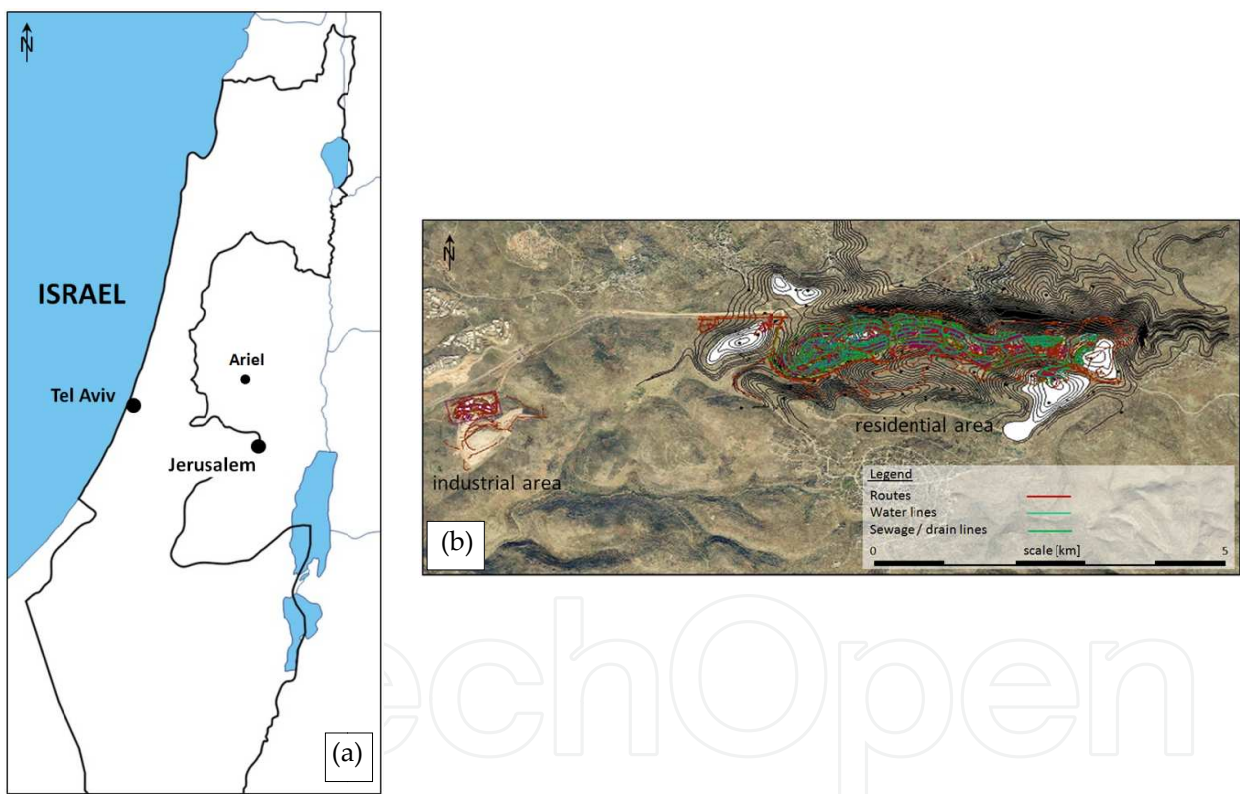 N
ISRAEL
Ariel
Tel Aviv
Jerusalem
(a)
N
residential area
industrial area
Legend
Routes
Water lines
Sewage / drain lines
0 scale [km] 5
(b)
echOpen